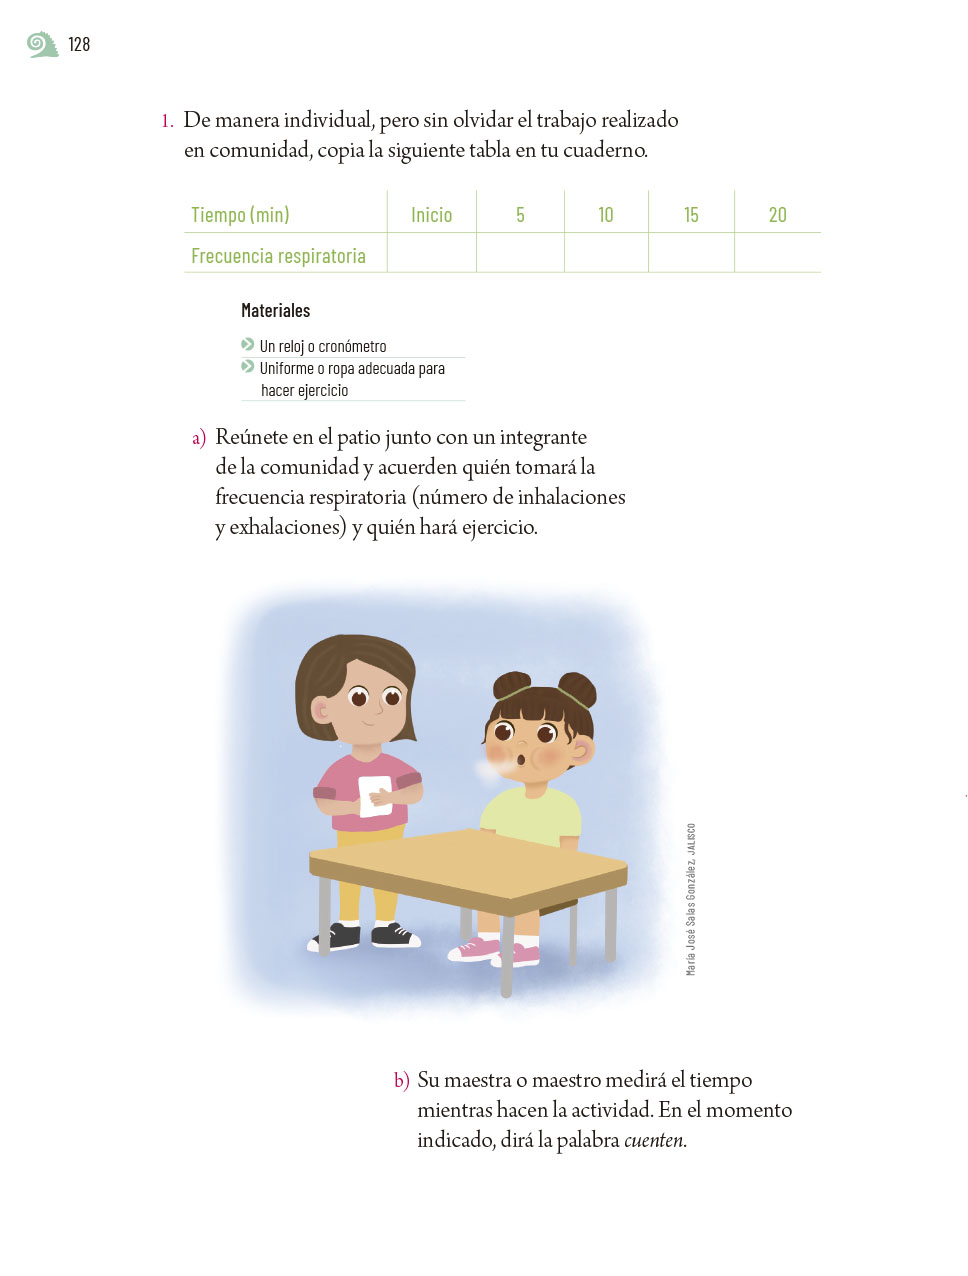 128
1. De manera individual, pero sin olvidar el trabajo realizado
en comunidad, copia la siguiente tabla en tu cuaderno.
Tiempo (min) Inicio 5 10 15 20
Frecuencia respiratoria
Materiales
Un reloj o cronómetro
Uniforme o ropa adecuada para
hacer ejercicio
a) Reúnete en el patio junto con un integrante
de la comunidad y acuerden quién tomará la
frecuencia respiratoria (número de inhalaciones
y exhalaciones) y quién hará ejercicio.
María José Salas González, JALISCO
b) Su maestra o maestro medirá el tiempo
mientras hacen la actividad. En el momento
indicado, dirá la palabra cuenten.